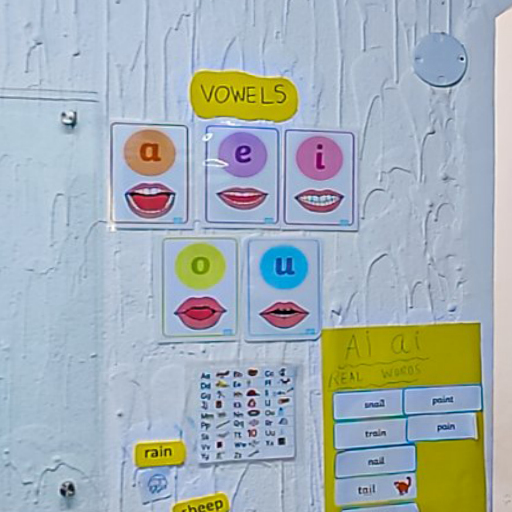 VOWELS
a e i
o u
Ai ai
REAL WORDS
snail paint
train pain
nail
tail
rain
sheep